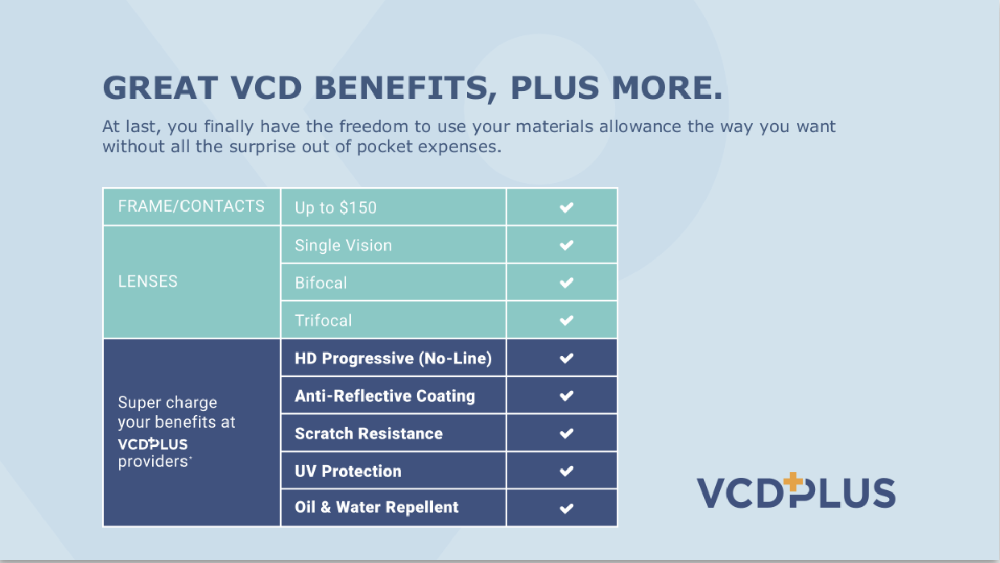 GREAT VCD BENEFITS, PLUS MORE.
At last, you finally have the freedom to use your materials allowance the way you want
without all the surprise out of pocket expenses.
FRAME/CONTACTS
Up to $150
LENSES
Single Vision
Bifocal
Trifocal
Super charge
your benefits at
VCDPLUS
providers*
HD Progressive (No-Line)
Anti-Reflective Coating
Scratch Resistance
UV Protection
Oil & Water Repellent
VCDPLUS